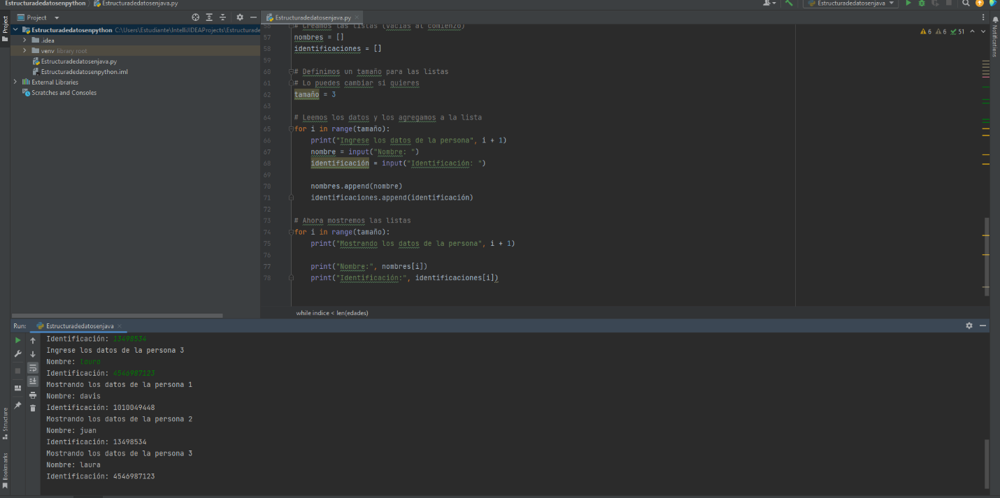 Estructuradedatosenpython
Estructuradedatosenjava.py
Estructuradedatosenjava
Project
Estructuradedatosenjava.py
Project
Notifications
Estructuradedatosenpython C:\Users\Estudiante\IntelliJIDEAProjects\Estructurade
.idea
venv library root
Estructuradedatosenjava.py
Estructuradedatosenpython.iml
External Libraries
Scratches and Consoles
6 6 51
56 # Creamos las listas (vacías al comienzo)
57 nombres = []
58 identificaciones = []
59
60 # Definimos un tamaño para las listas
61 # Lo puedes cambiar si quieres
62 tamaño = 3
63
64 # Leemos los datos y los agregamos a la lista
65 for i in range(tamaño):
66 print("Ingrese los datos de la persona", i + 1)
67 nombre = input("Nombre: ")
68 identificación = input("Identificación: ")
69
70 nombres.append(nombre)
71 identificaciones.append(identificación)
72
73 # Ahora mostremos las listas
74 for i in range(tamaño):
75 print("Mostrando los datos de la persona", i + 1)
76
77 print("Nombre:", nombres[i])
78 print("Identificación:", identificaciones[i])
while indice < len(edades)
Run: Estructuradedatosenjava
Identificación: 13498534
Ingrese los datos de la persona 3
Nombre: laura
Identificación: 4546987123
Mostrando los datos de la persona 1
Nombre: davis
Identificación: 1010049448
Mostrando los datos de la persona 2
Nombre: juan
Identificación: 13498534
Mostrando los datos de la persona 3
Nombre: laura
Identificación: 4546987123
Structure
Bookmarks